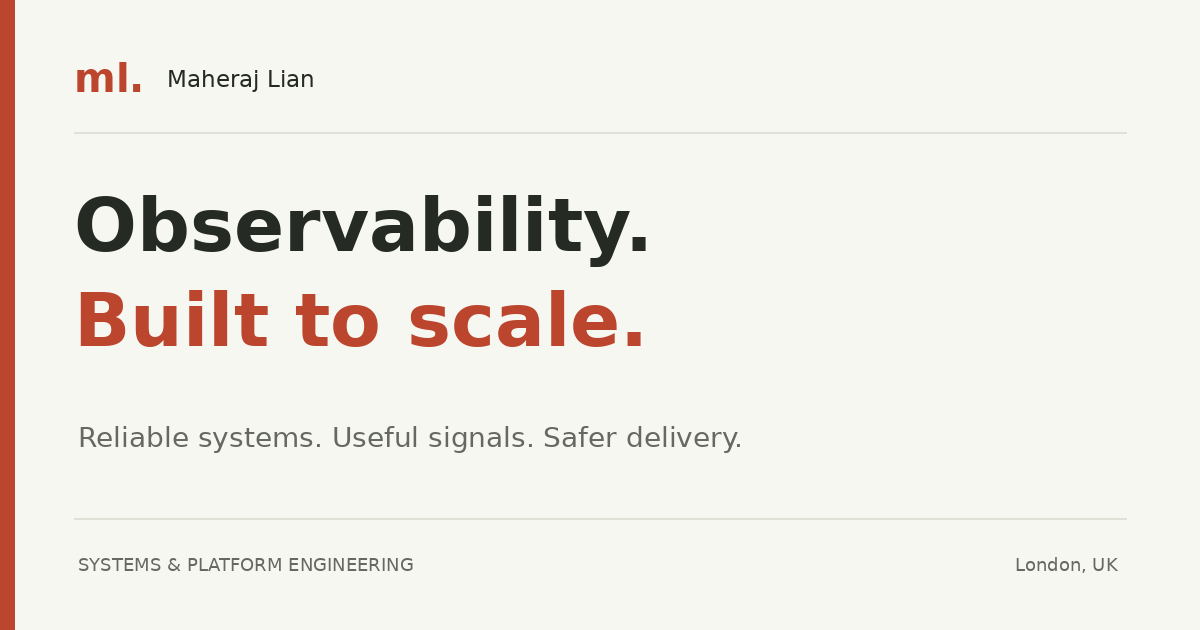 ml. Maheraj Lian
Observability.
Built to scale.
Reliable systems. Useful signals. Safer delivery.
SYSTEMS & PLATFORM ENGINEERING
London, UK